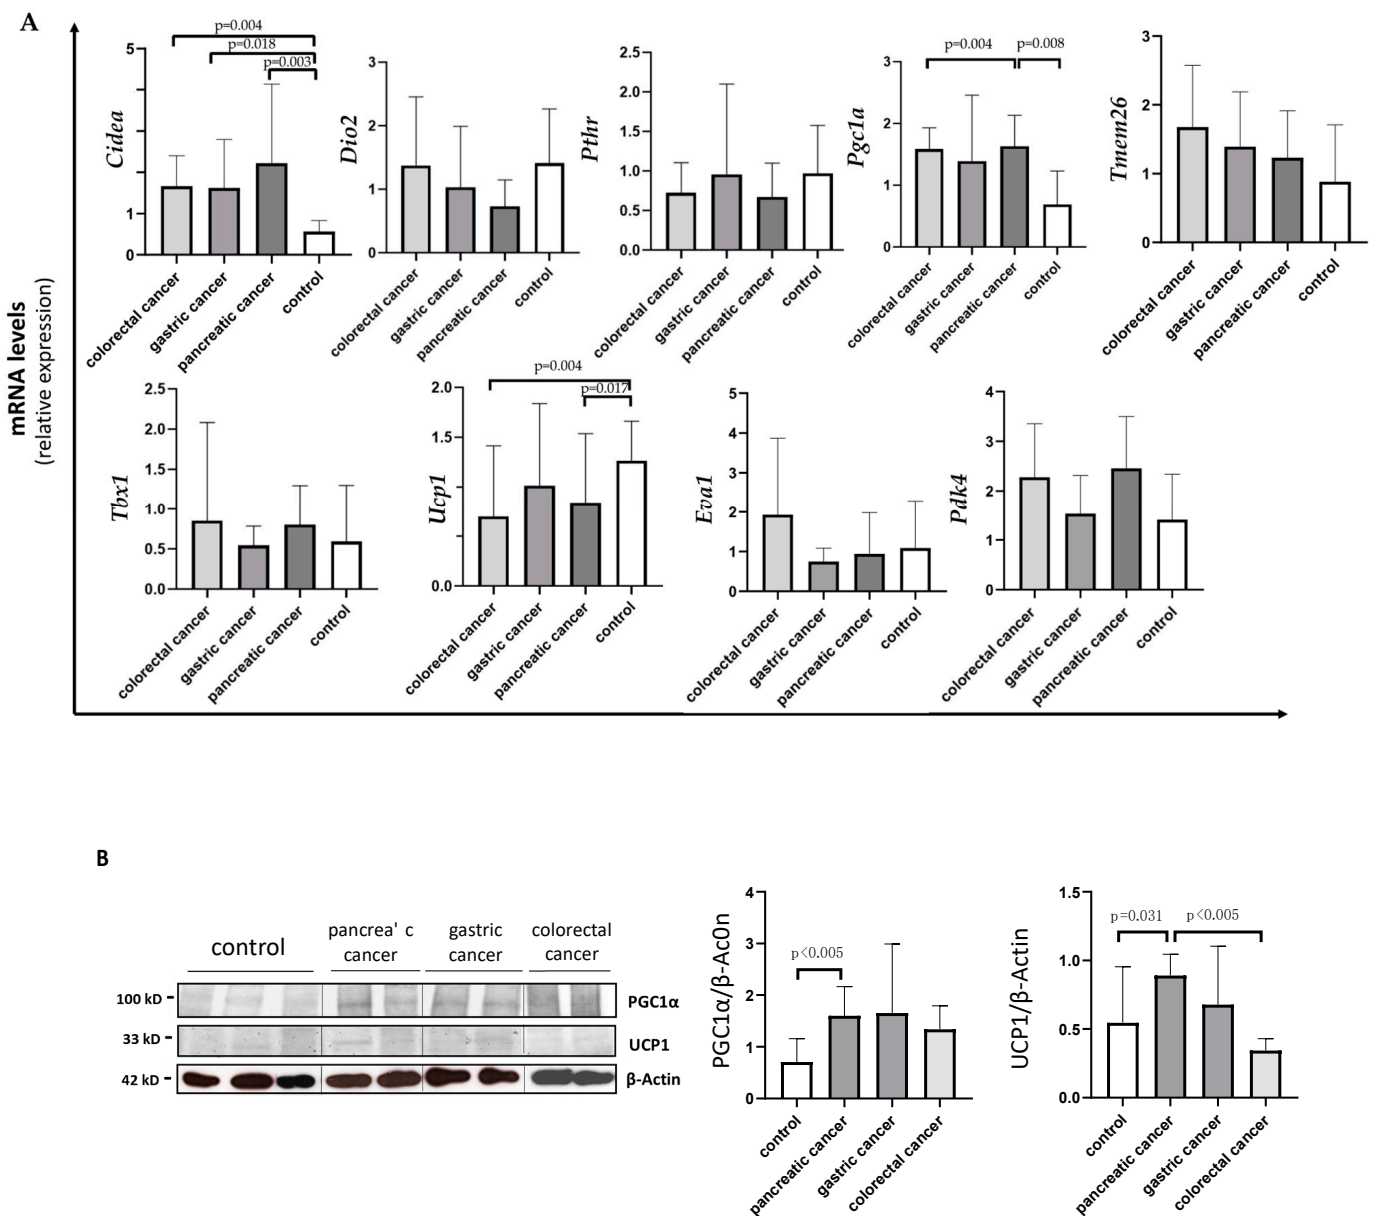 A
mRNA levels
(relative expression)
Cidea
5
1
0
p=0.004
p=0.018
p=0.003
colorectal cancer
gastric cancer
pancreatic cancer
control
Dio2
3
2
1
0
colorectal cancer
gastric cancer
pancreatic cancer
control
Pthr
2.5
2.0
1.5
1.0
0.5
0.0
colorectal cancer
gastric cancer
pancreatic cancer
control
Pgc1a
3
2
1
0
p=0.004
p=0.008
colorectal cancer
gastric cancer
pancreatic cancer
control
Tmem26
3
2
1
0
colorectal cancer
gastric cancer
pancreatic cancer
control
Tbx1
2.5
2.0
1.5
1.0
0.5
0.0
colorectal cancer
gastric cancer
pancreatic cancer
control
Ucp1
2.0
1.5
0.0
p=0.004
p=0.017
colorectal cancer
gastric cancer
pancreatic cancer
control
Eva1
5
4
3
2
1
0
colorectal cancer
gastric cancer
pancreatic cancer
control
Pdk4
4
3
2
1
0
colorectal cancer
gastric cancer
pancreatic cancer
control
B
control
pancrea' c
cancer
gastric
cancer
colorectal
cancer
100 kD
PGC1α
33 kD
UCP1
42 kD
β-Actin
PGC1α/β-Ac0n
4
3
2
1
0
p<0.005
control
pancreatic cancer
gastric cancer
colorectal cancer
UCP1/β-Actin
1.5
1.0
0.5
0.0
p=0.031
p<0.005
control
pancreatic cancer
gastric cancer
colorectal cancer